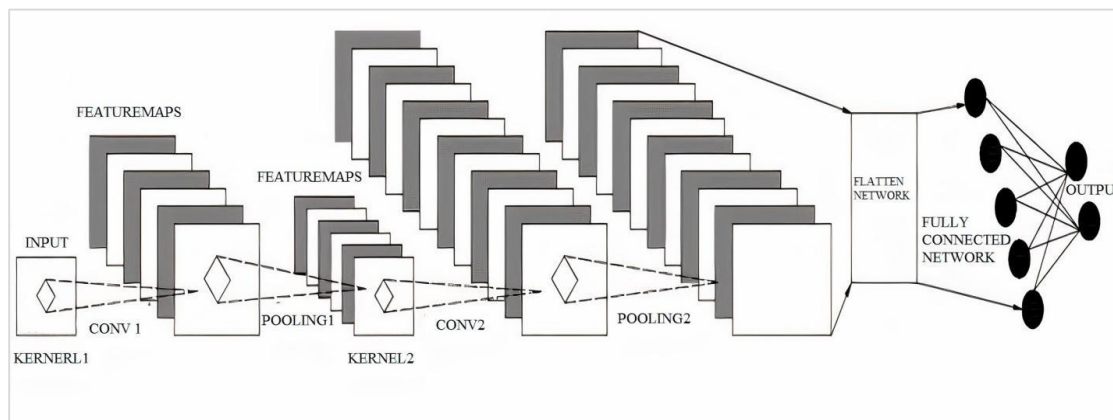 FEATUREMAPS
FEATUREMAPS
INPUT
CONV 1
POOLING1
CONV2
POOLING2
KERNERL1
KERNEL2
FLATTEN
NETWORK
FULLY
CONNECTED
NETWORK
OUTPU